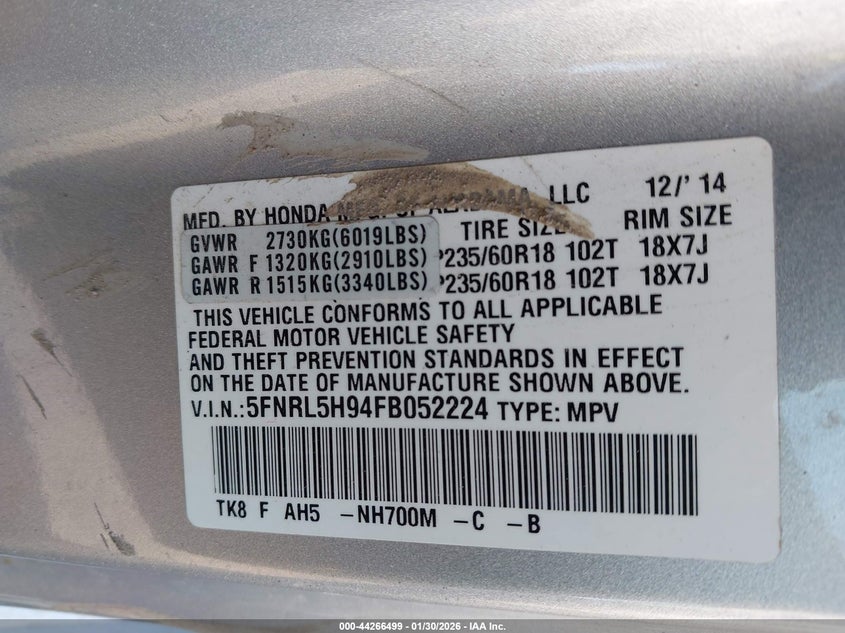 MFD. BY HONDA MFG. OF ALABAMA, LLC 12/' 14
TIRE SIZE RIM SIZE
GVWR 2730KG(6019LBS)
GAWR F 1320KG(2910LBS) P235/60R18 102T 18X7J
GAWR R 1515KG(3340LBS) P235/60R18 102T 18X7J
THIS VEHICLE CONFORMS TO ALL APPLICABLE
FEDERAL MOTOR VEHICLE SAFETY
AND THEFT PREVENTION STANDARDS IN EFFECT
ON THE DATE OF MANUFACTURE SHOWN ABOVE.
V.I.N.:5FNRL5H94FB052224 TYPE: MPV
TK8 F AH5 -NH700M -C -B
000-44266499 - 01/30/2026 - IAA Inc.